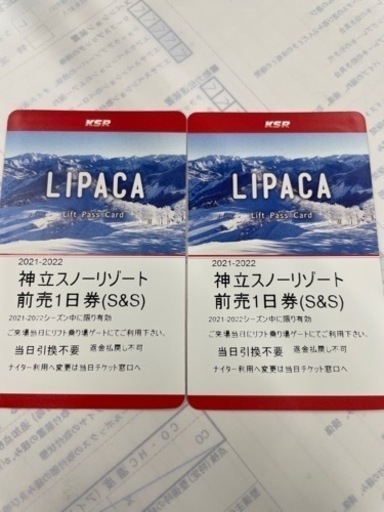 KSR
LIPACA
Lift Pass Card
2021-2022
神立スノーリゾート
前売1日券(S&S)
2021-2022シーズン中に限り有効
ご来場当日にリフト乗り場ゲートにてご利用下さい。
当日引換不要 返金払戻し不可
ナイター利用へ変更は当日チケット窓口へ
KSR
LIPACA
Lift Pass Card
2021-2022
神立スノーリゾート
前売1日券(S&S)
2021-2022シーズン中に限り有効
ご来場当日にリフト乗り場ゲートにてご利用下さい。
当日引換不要 返金払戻し不可
ナイター利用へ変更は当日チケット窓口へ